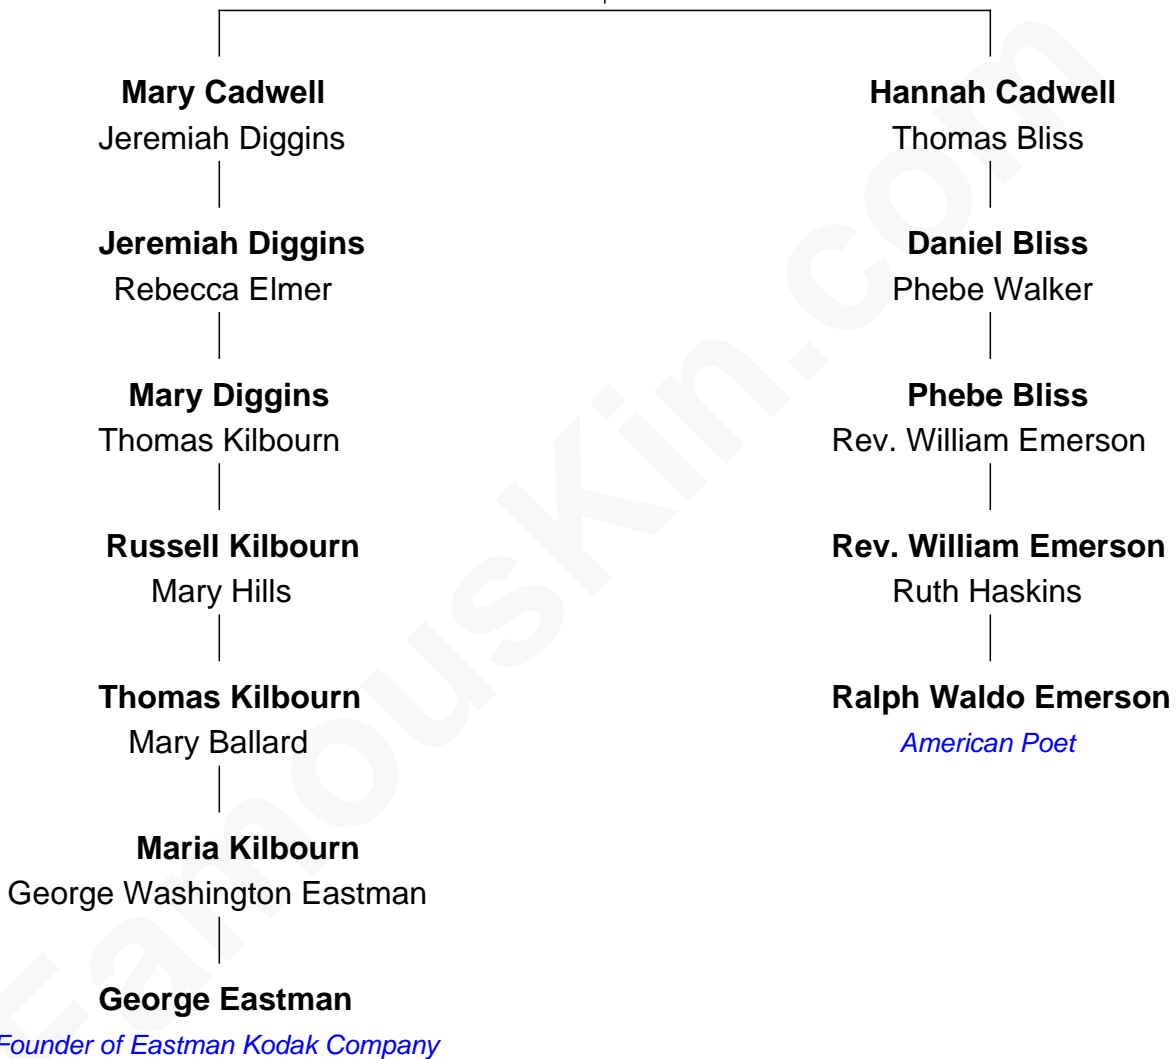 Mary Cadwell
Jeremiah Diggins
Jeremiah Diggins
Rebecca Elmer
Mary Diggins
Thomas Kilbourn
Russell Kilbourn
Mary Hills
Thomas Kilbourn
Mary Ballard
Maria Kilbourn
George Washington Eastman
George Eastman
Founder of Eastman Kodak Company
Hannah Cadwell
Thomas Bliss
Daniel Bliss
Phebe Walker
Phebe Bliss
Rev. William Emerson
Rev. William Emerson
Ruth Haskins
Ralph Waldo Emerson
American Poet
FamousKin.com